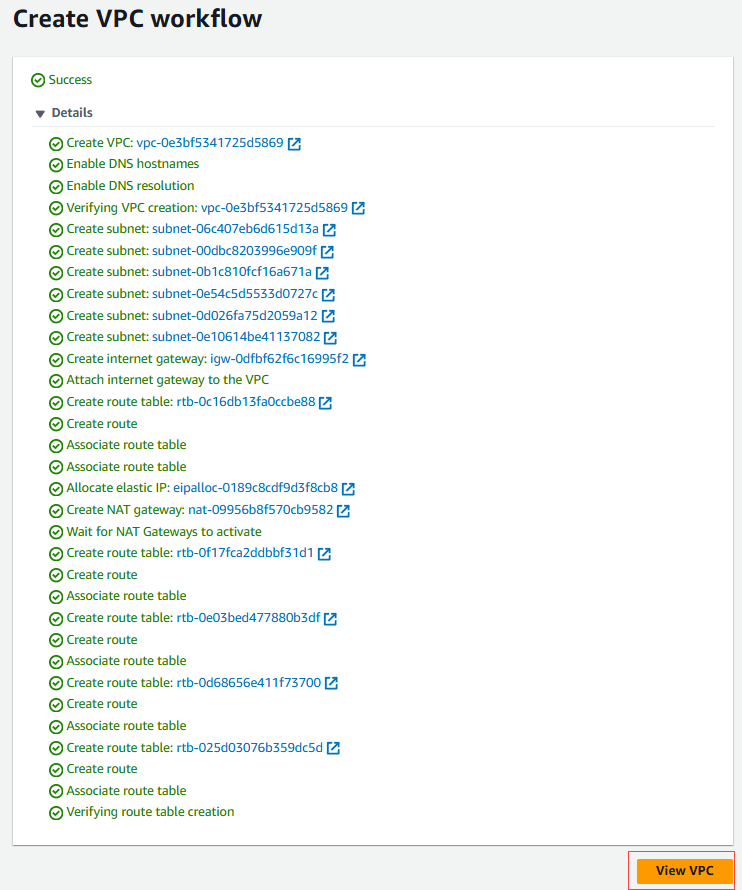 Create VPC workflow
Success
Details
Create VPC: vpc-0e3bf5341725d5869
Enable DNS hostnames
Enable DNS resolution
Verifying VPC creation: vpc-0e3bf5341725d5869
Create subnet: subnet-06c407eb6d615d13a
Create subnet: subnet-00dbc8203996e909f
Create subnet: subnet-0b1c810fcf16a671a
Create subnet: subnet-0e54c5d5533d0727c
Create subnet: subnet-0d026fa75d2059a12
Create subnet: subnet-0e10614be41137082
Create internet gateway: igw-0dfbf62f6c16995f2
Attach internet gateway to the VPC
Create route table: rtb-0c16db13fa0ccbe88
Create route
Associate route table
Associate route table
Allocate elastic IP: eipalloc-0189c8cdf9d3f8cb8
Create NAT gateway: nat-09956b8f570cb9582
Wait for NAT Gateways to activate
Create route table: rtb-0f17fca2ddbbf31d1
Create route
Associate route table
Create route table: rtb-0e03bed477880b3df
Create route
Associate route table
Create route table: rtb-0d68656e411f73700
Create route
Associate route table
Create route table: rtb-025d03076b359dc5d
Create route
Associate route table
Verifying route table creation
View VPC